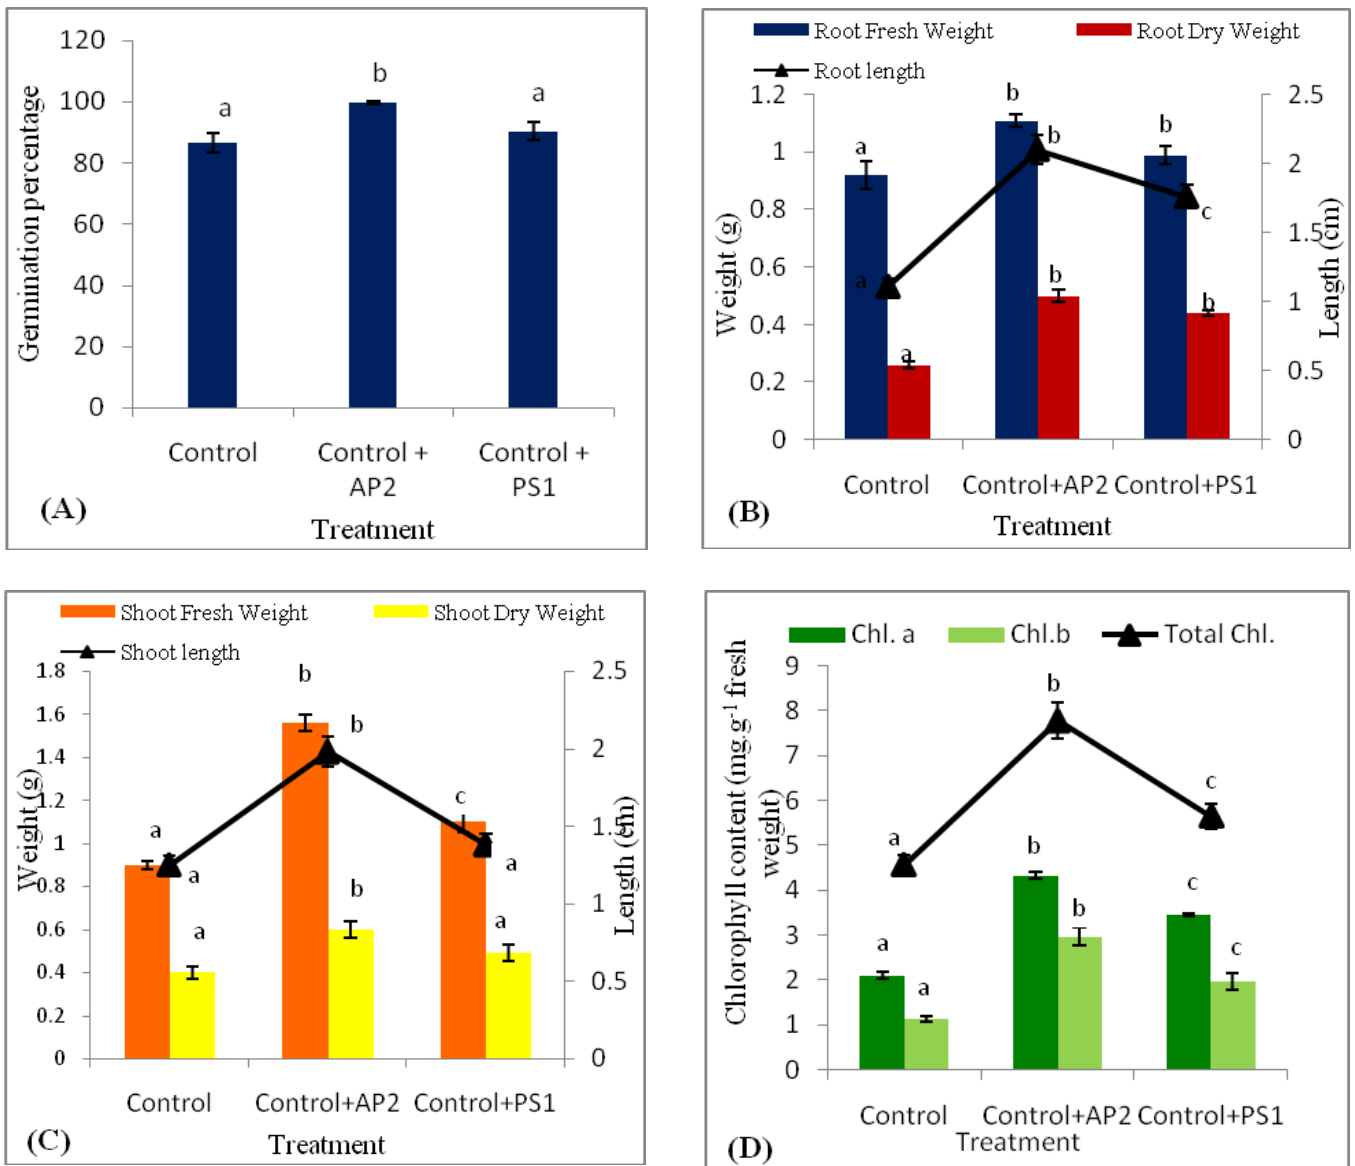 120
100
80
60
40
20
0
Germination percentage
a
b
a
Control
Control +
AP2
Control +
PS1
(A)
Treatment
Root Fresh Weight
Root Dry Weight
Root length
1.2
1
0.8
0.6
0.4
0.2
0
Weight (g)
2.5
2
1.5
1
0.5
0
Length (cm)
a
b
b
b
c
a
a
b
b
Control
Control+AP2
Control+PS1
(B)
Treatment
Shoot Fresh Weight
Shoot Dry Weight
Shoot length
1.8
1.6
1.4
1.2
1
0.8
0.6
0.4
0.2
0
Weight (g)
2.5
2
1.5
1
0.5
0
Length (cm)
a
b
b
c
a
a
a
b
a
Control
Control+AP2
Control+PS1
(C)
Treatment
Chl. a
Chl.b
Total Chl.
9
8
7
6
5
4
3
2
1
0
Chlorophyll content (mg.g-1 fresh
weight)
a
b
c
a
b
c
a
b
c
Control
Control+AP2
Control+PS1
(D)
Treatment